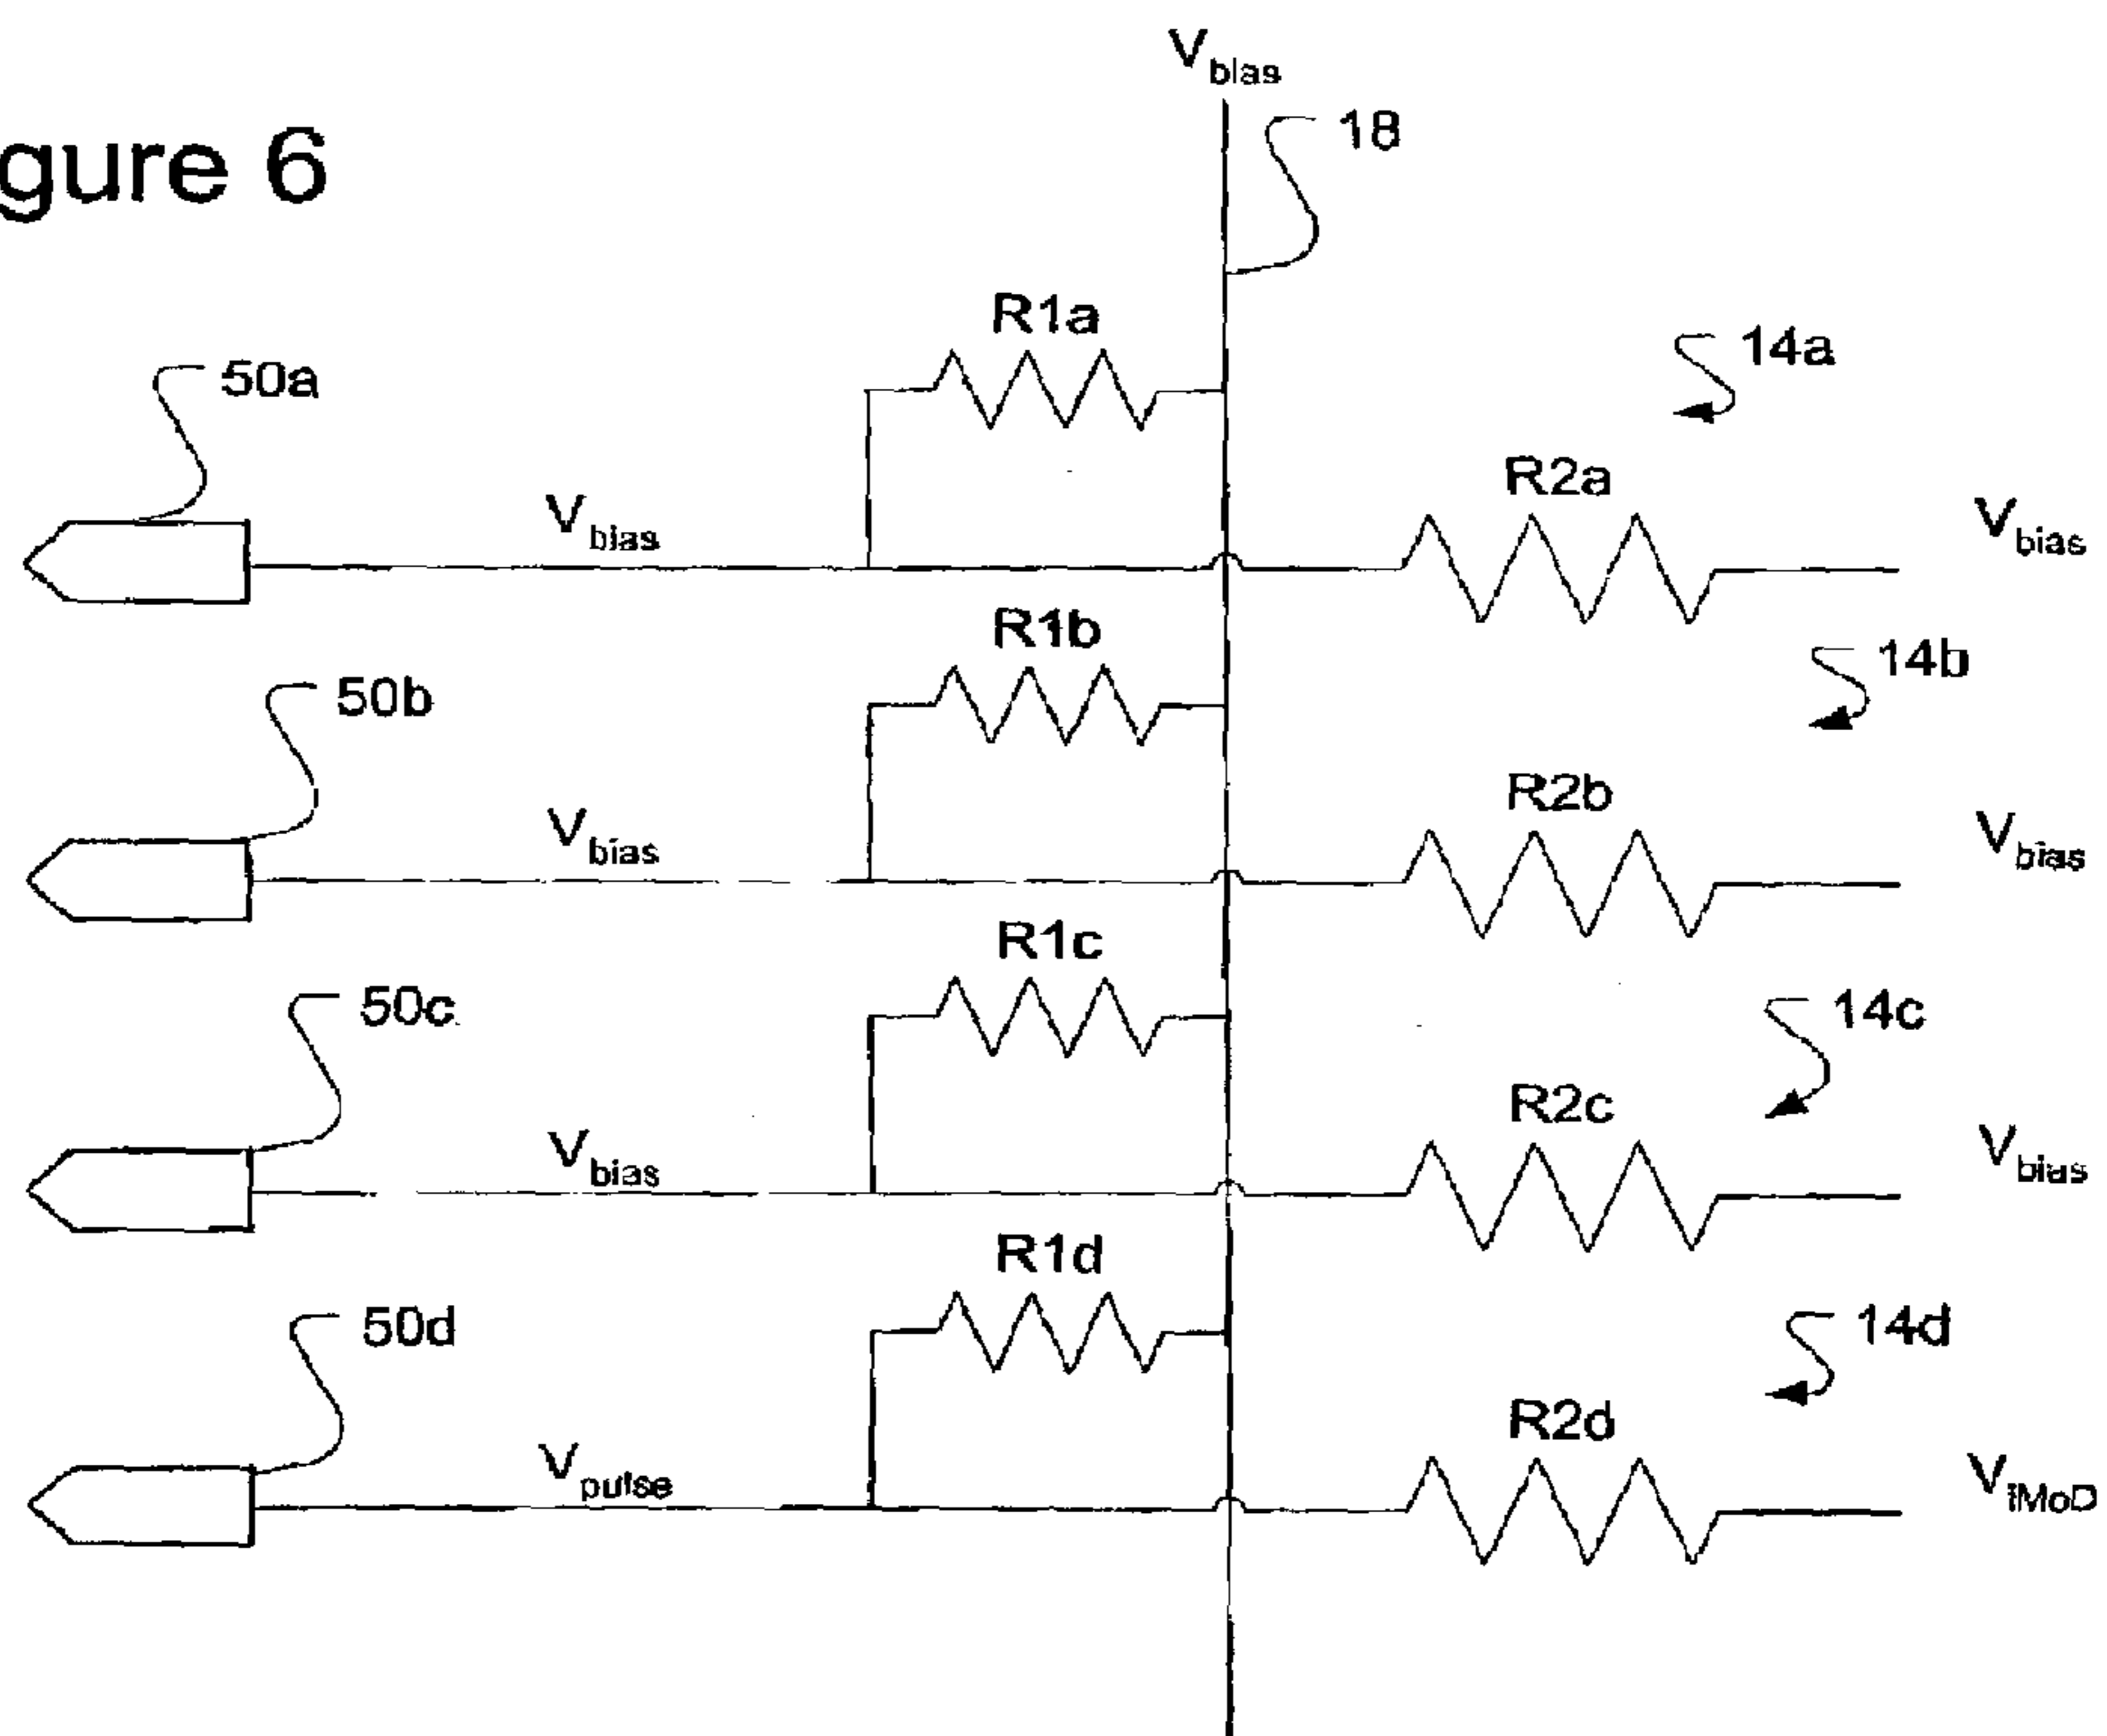 Vbias
18
gure 6
R1a
14a
50a
R2a
Vbias
Vbias
R1b
14b
50b
R2b
Vbias
Vbias
R1c
50c
14c
R2c
Vbias
Vbias
R1d
50d
14d
R2d
Vpulse
ViMoD